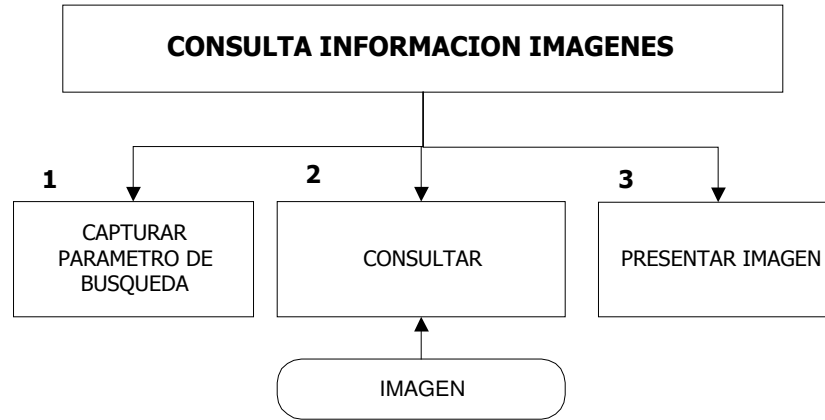 CONSULTA INFORMACION IMAGENES
1
CAPTURAR
PARAMETRO DE
BUSQUEDA
2
CONSULTAR
3
PRESENTAR IMAGEN
IMAGEN